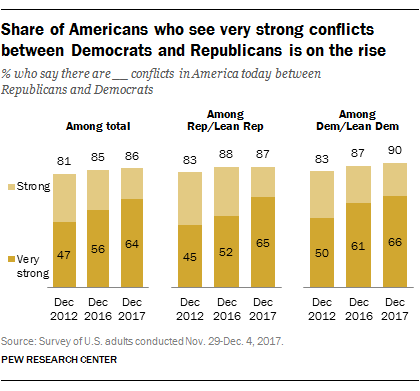 Share of Americans who see very strong conflicts
between Democrats and Republicans is on the rise
% who say there are __ conflicts in America today between
Republicans and Democrats
Among total
Among
Rep/Lean Rep
Among
Dem/Lean Dem
81 85 86
83 88 87
83 87 90
Strong
Very
strong
47 56 64
45 52 65
50 61 66
Dec
2012
Dec
2016
Dec
2017
Dec
2012
Dec
2016
Dec
2017
Dec
2012
Dec
2016
Dec
2017
Source: Survey of U.S. adults conducted Nov. 29-Dec. 4, 2017.
PEW RESEARCH CENTER